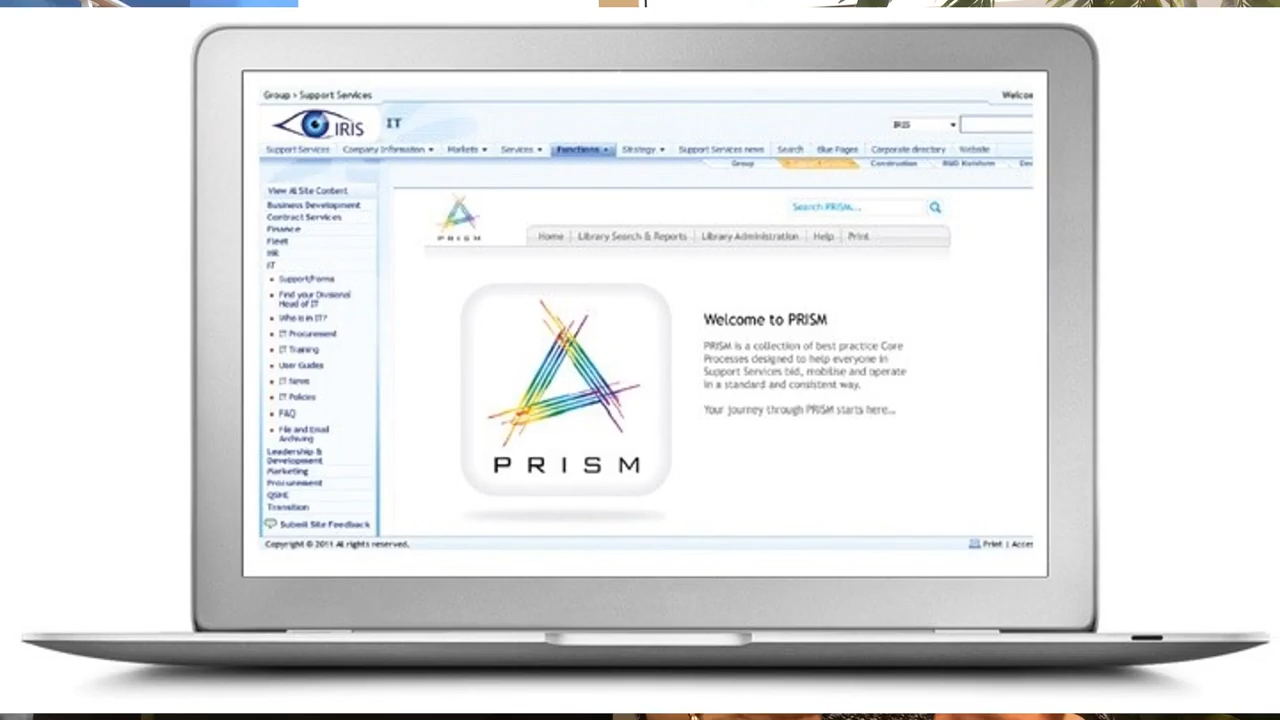 Group > Support Services
Welcome
IRIS
IT
IRIS
Support Services Company Information Markets Services Functions Strategy Support Services news Search Blue Pages Corporate directory Website
Group
Construction
View All Site Content
Business Development
Contract Services
Finance
Fleet
HR
IT
Support/Forms
Find your Divisional
Head of IT
Who is in IT?
IT Procurement
IT Training
User Guides
IT News
IT Policies
FAQ
File and Email
Archiving
Leadership &
Development
Marketing
Procurement
QSHE
Transition
Submit Site Feedback
PRISM
Search PRISM...
Home Library Search & Reports Library Administration Help Print
PRISM
Welcome to PRISM
PRISM is a collection of best practice Core
Processes designed to help everyone in
Support Services bid, mobilise and operate
in a standard and consistent way.
Your journey through PRISM starts here...
Copyright © 2011 All rights reserved.
Print |